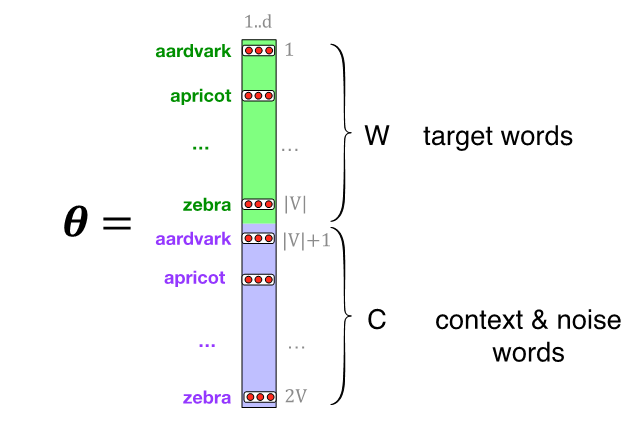 1..d
aardvark 1
apricot
... ...
zebra |V|
W target words
θ =
aardvark |V|+1
apricot
... ...
zebra 2V
C context & noise
words